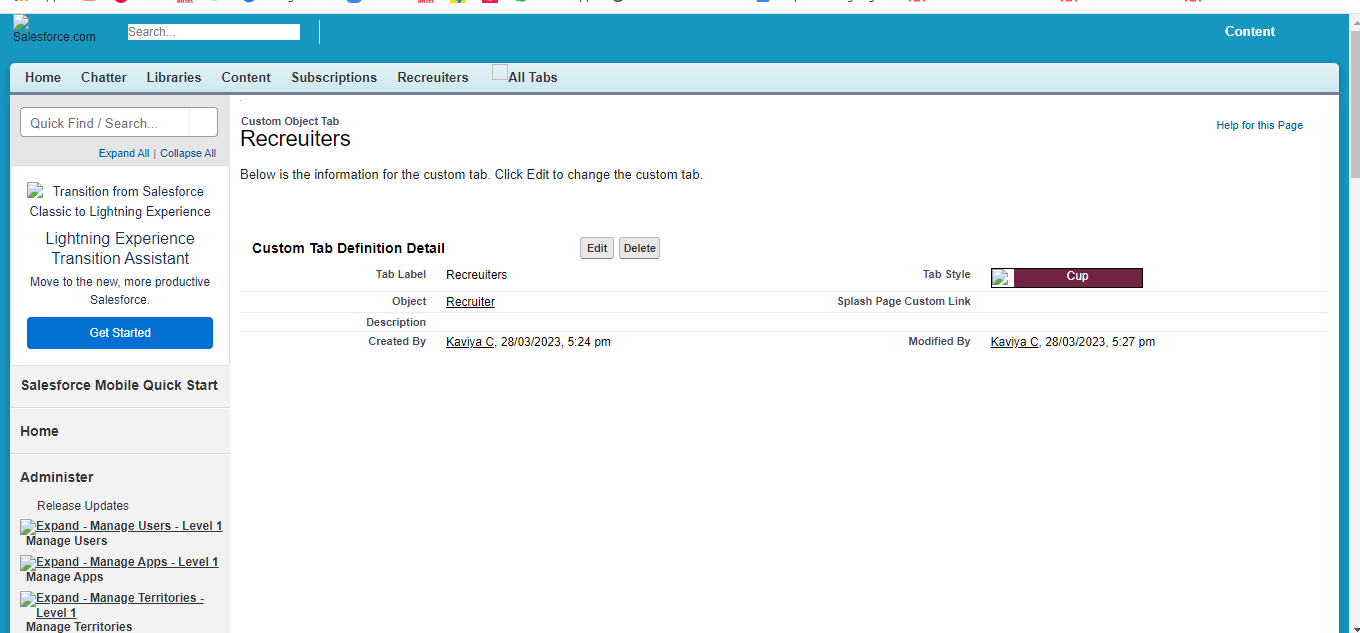 Salesforce.com
Search...
Content
Home Chatter Libraries Content Subscriptions Recreuiters All Tabs
Quick Find / Search...
Expand All | Collapse All
Transition from Salesforce
Classic to Lightning Experience
Lightning Experience
Transition Assistant
Move to the new, more productive
Salesforce.
Get Started
Salesforce Mobile Quick Start
Home
Administer
Release Updates
Expand - Manage Users - Level 1
Manage Users
Expand - Manage Apps - Level 1
Manage Apps
Expand - Manage Territories -
Level 1
Manage Territories
Custom Object Tab
Recreuiters
Help for this Page
Below is the information for the custom tab. Click Edit to change the custom tab.
Custom Tab Definition Detail Edit Delete
Tab Label Recreuiters Tab Style Cup
Object Recruiter Splash Page Custom Link
Description
Created By Kaviya C, 28/03/2023, 5:24 pm Modified By Kaviya C, 28/03/2023, 5:27 pm